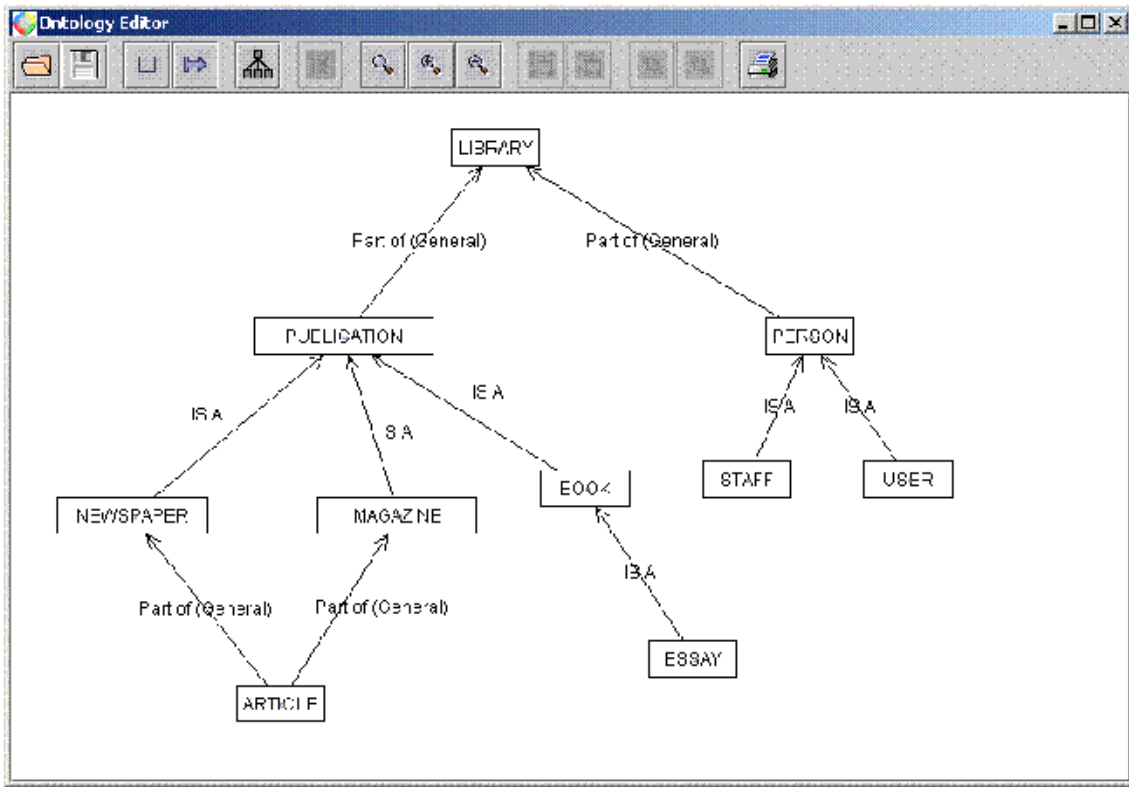 Ontology Editor
LIBRARY
Part of (General)
Part of (General)
PUBLICATION
PERSON
IS A
IS A
IS A
IS A
IS A
NEWSPAPER
MAGAZINE
BOOK
STAFF
USER
IS A
Part of (General)
Part of (General)
ESSAY
ARTICLE